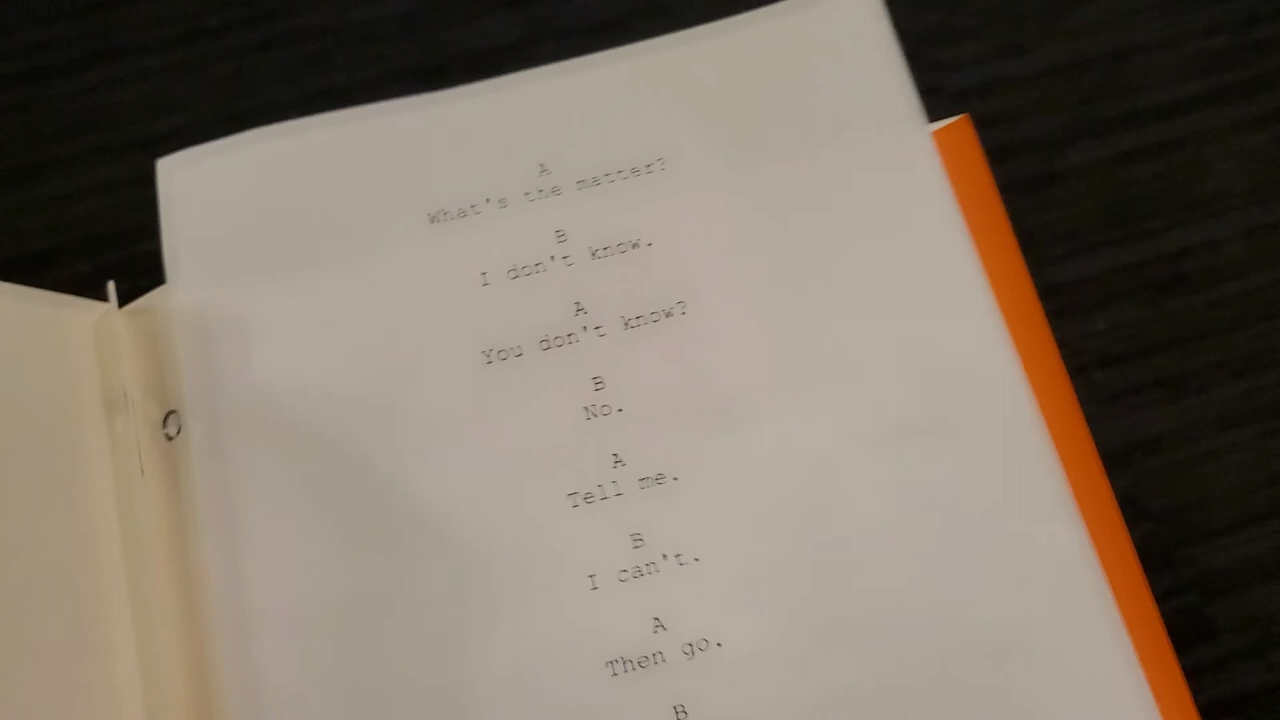 A
What's the matter?
B
I don't know.
A
You don't know?
B
No.
A
Tell me.
B
I can't.
A
Then go.
B